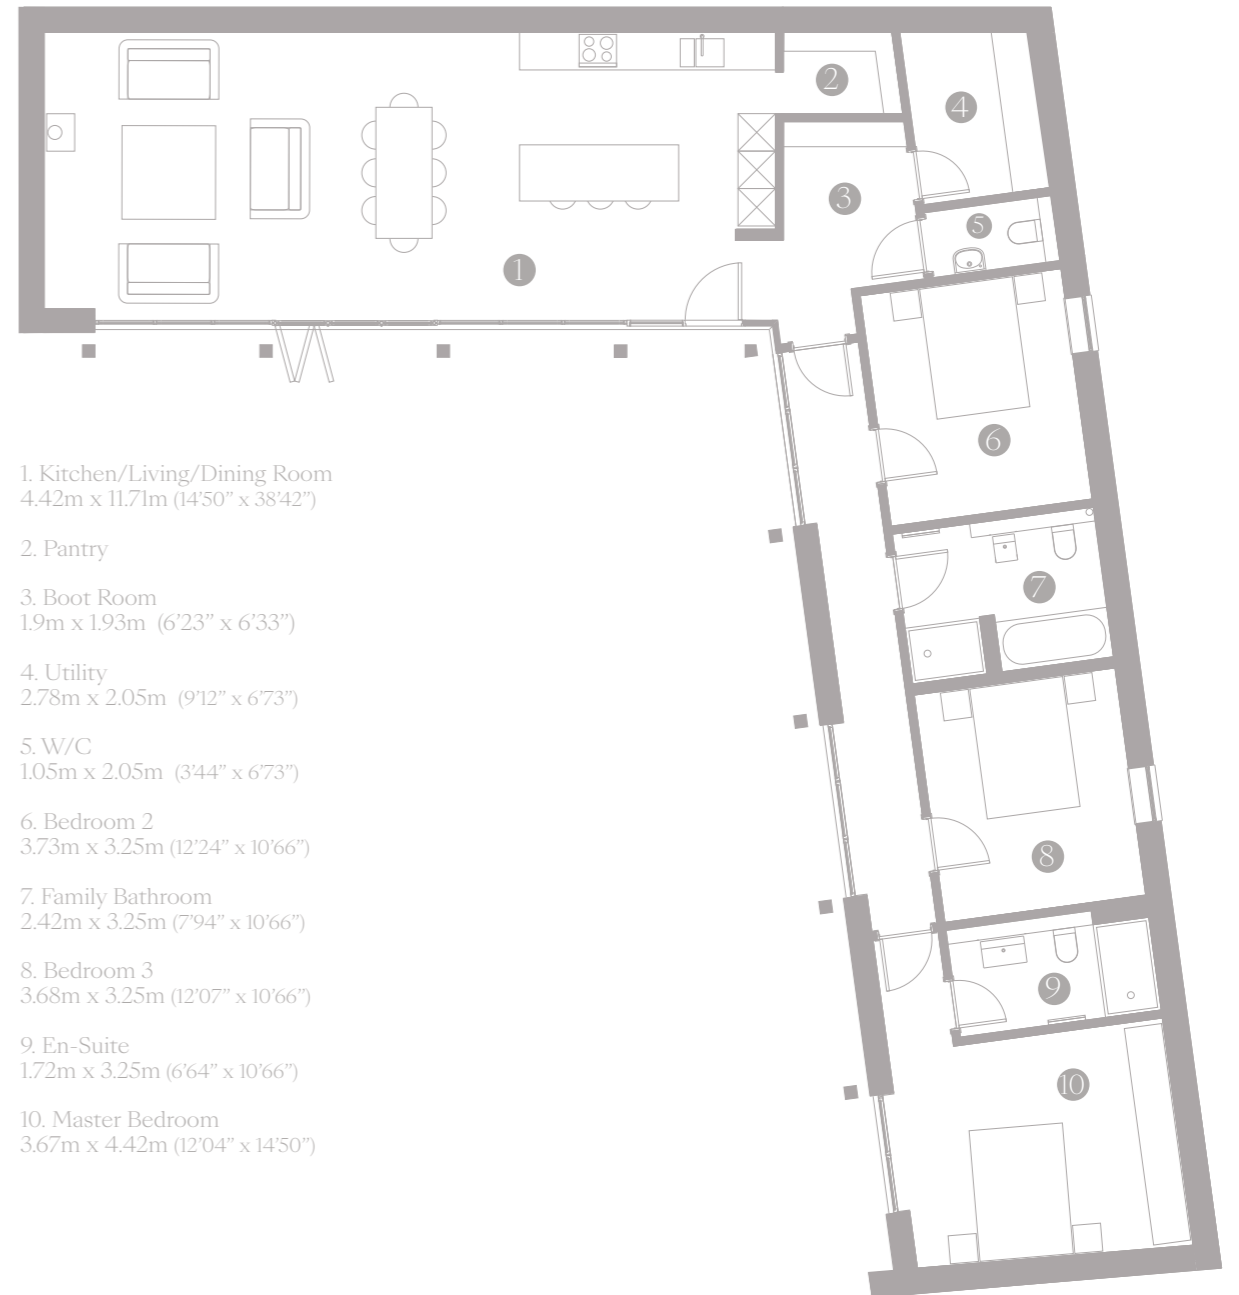 2
4
3
5
1
6
7
8
9
10
1. Kitchen/Living/Dining Room
4.42m x 11.71m (14'50" x 38'42")
2. Pantry
3. Boot Room
1.9m x 1.93m (6'23" x 6'33")
4. Utility
2.78m x 2.05m (9'12" x 6'73")
5. W/C
1.05m x 2.05m (3'44" x 6'73")
6. Bedroom 2
3.73m x 3.25m (12'24" x 10'66")
7. Family Bathroom
2.42m x 3.25m (7'94" x 10'66")
8. Bedroom 3
3.68m x 3.25m (12'07" x 10'66")
9. En-Suite
1.72m x 3.25m (6'64" x 10'66")
10. Master Bedroom
3.67m x 4.42m (12'04" x 14'50")